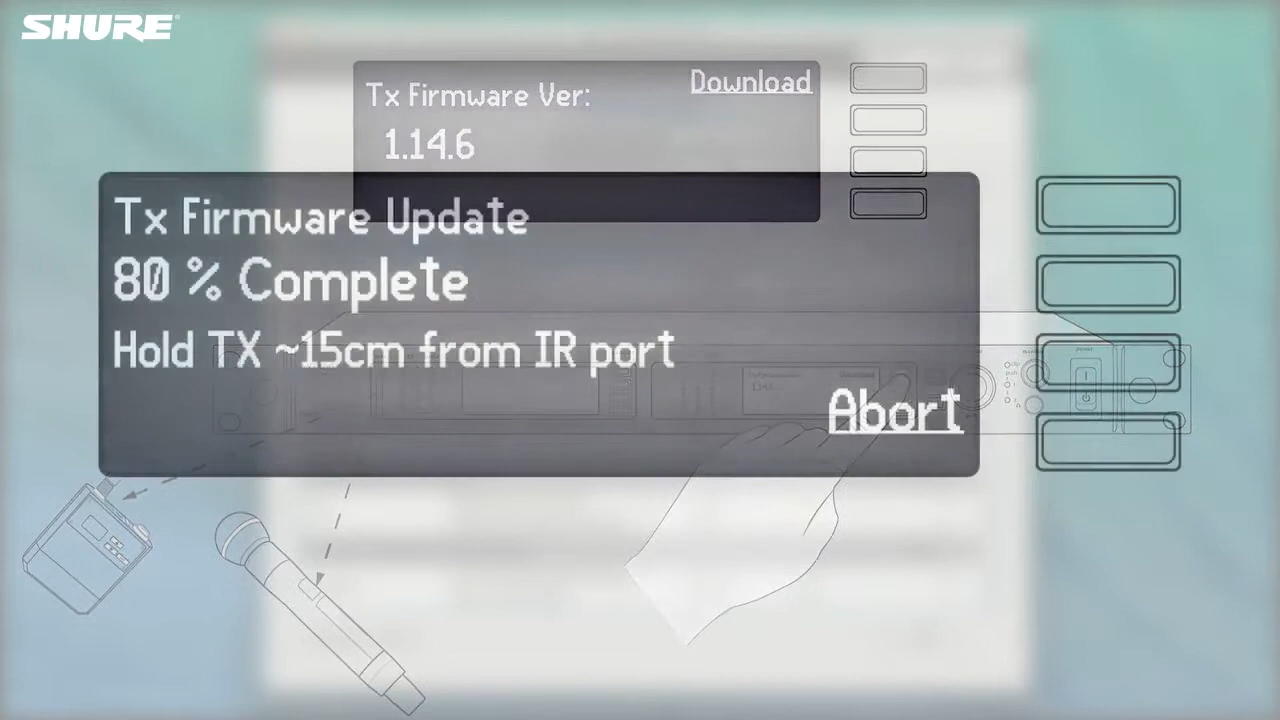 SHURE
Download
Tx Firmware Ver:
1.14.6
Tx Firmware Update
80 % Complete
Hold TX ~15cm from IR port
Abort